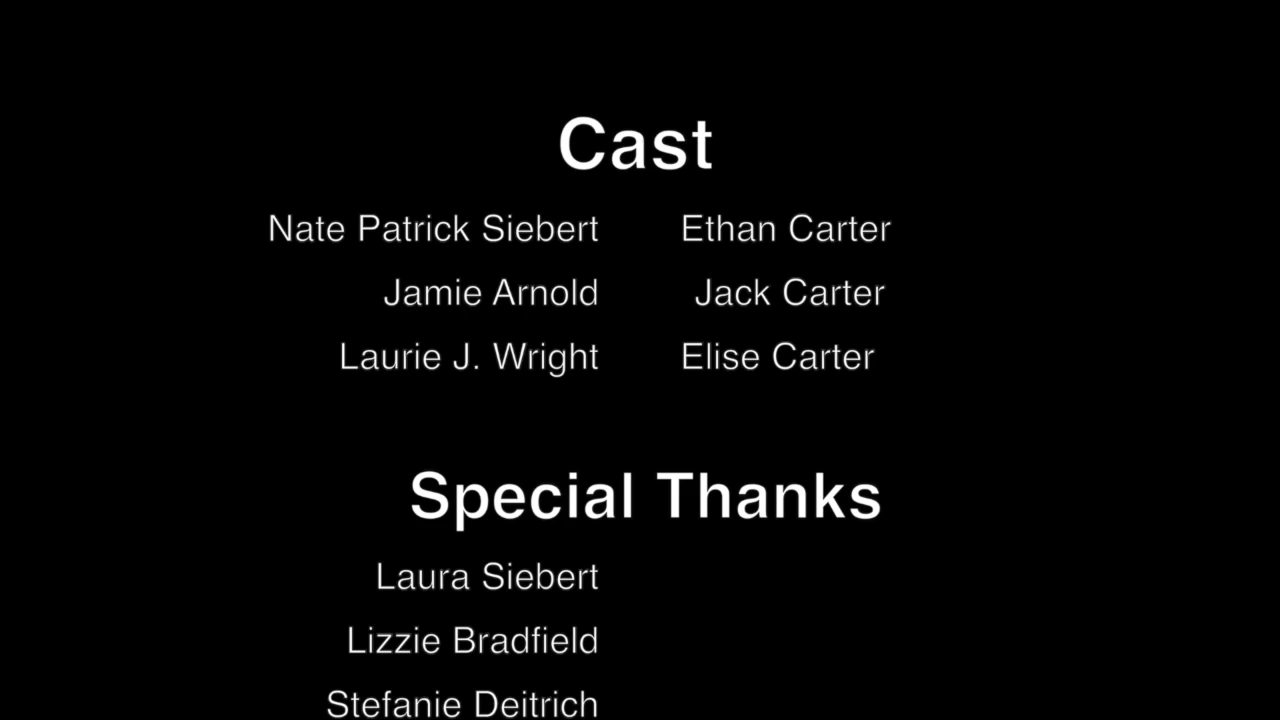 Cast
Nate Patrick Siebert Ethan Carter
Jamie Arnold Jack Carter
Laurie J. Wright Elise Carter
Special Thanks
Laura Siebert
Lizzie Bradfield
Stefanie Deitrich